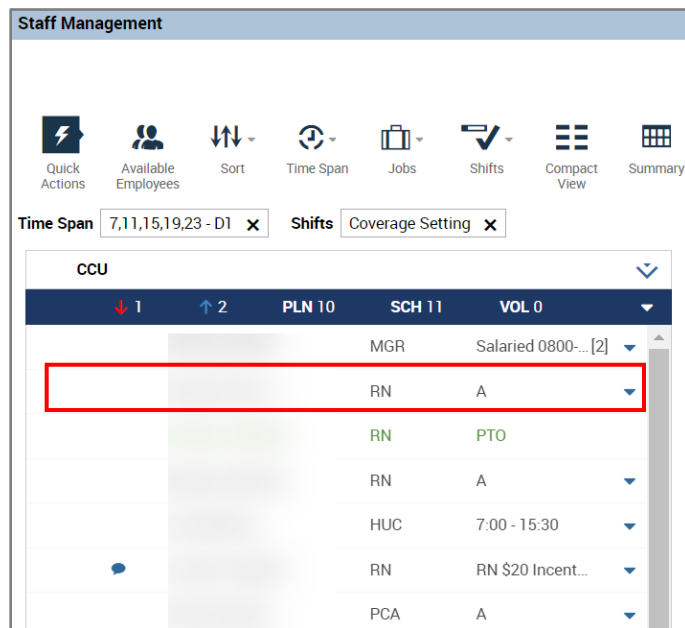 Staff Management
Quick Actions
Available Employees
Sort
Time Span
Jobs
Shifts
Compact View
Summary
Time Span 7,11,15,19,23 - D1 Shifts Coverage Setting
CCU
1 2 PLN 10 SCH 11 VOL 0
MGR Salaried 0800-... [2]
RN A
RN PTO
RN A
HUC 7:00 - 15:30
RN RN $20 Incent...
PCA A